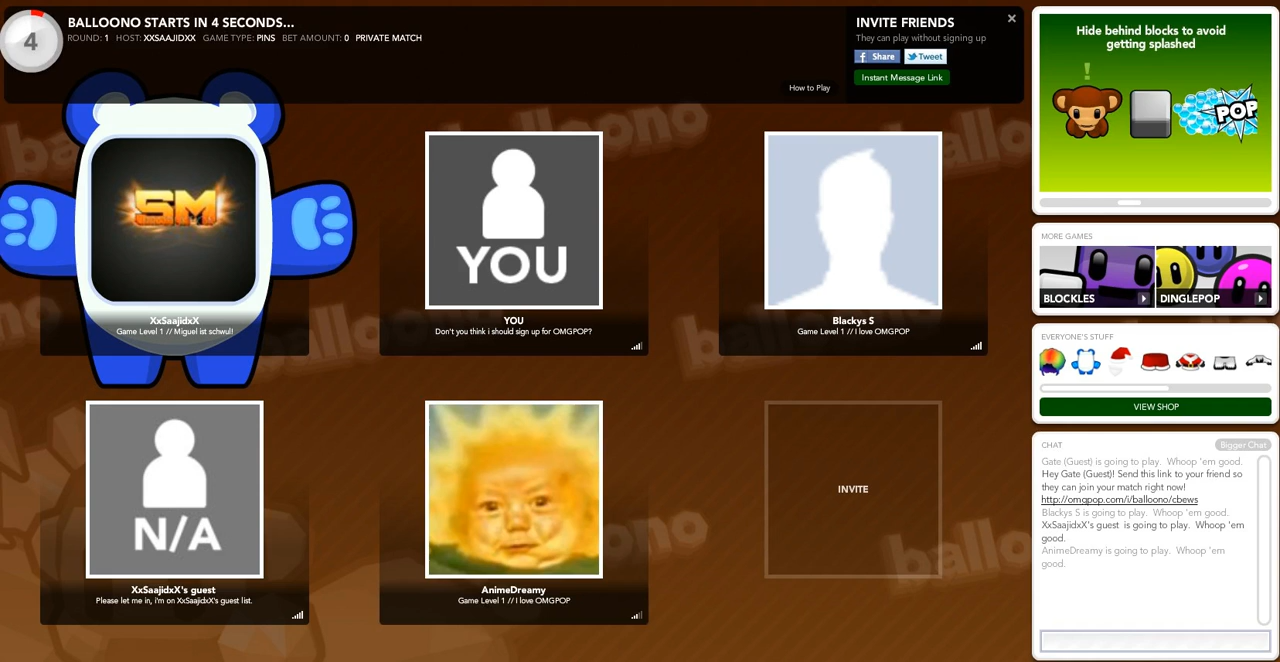 4
BALLOONO STARTS IN 4 SECONDS...
ROUND: 1 HOST: XXSAAJIDXX GAME TYPE: PINS BET AMOUNT: 0 PRIVATE MATCH
How to Play
INVITE FRIENDS
They can play without signing up
f Share
Tweet
Instant Message Link
SM
XxSaajidxX
Game Level 1 // Miguel ist schwul!
YOU
YOU
Don't you think i should sign up for OMGPOP?
Blackys S
Game Level 1 // I love OMGPOP
N/A
XxSaajidxX's guest
Please let me in, i'm on XxSaajidxX's guest list.
AnimeDreamy
Game Level 1 // I love OMGPOP
INVITE
balloono
Hide behind blocks to avoid
getting splashed
!
POP
MORE GAMES
BLOCKLES
DINGLEPOP
EVERYONE'S STUFF
VIEW SHOP
CHAT
Bigger Chat
Gate (Guest) is going to play. Whoop 'em good.
Hey Gate (Guest)! Send this link to your friend so
they can join your match right now!
http://omgpop.com/i/balloono/cbews
Blackys S is going to play. Whoop 'em good.
XxSaajidxX's guest is going to play. Whoop 'em
good.
AnimeDreamy is going to play. Whoop 'em
good.